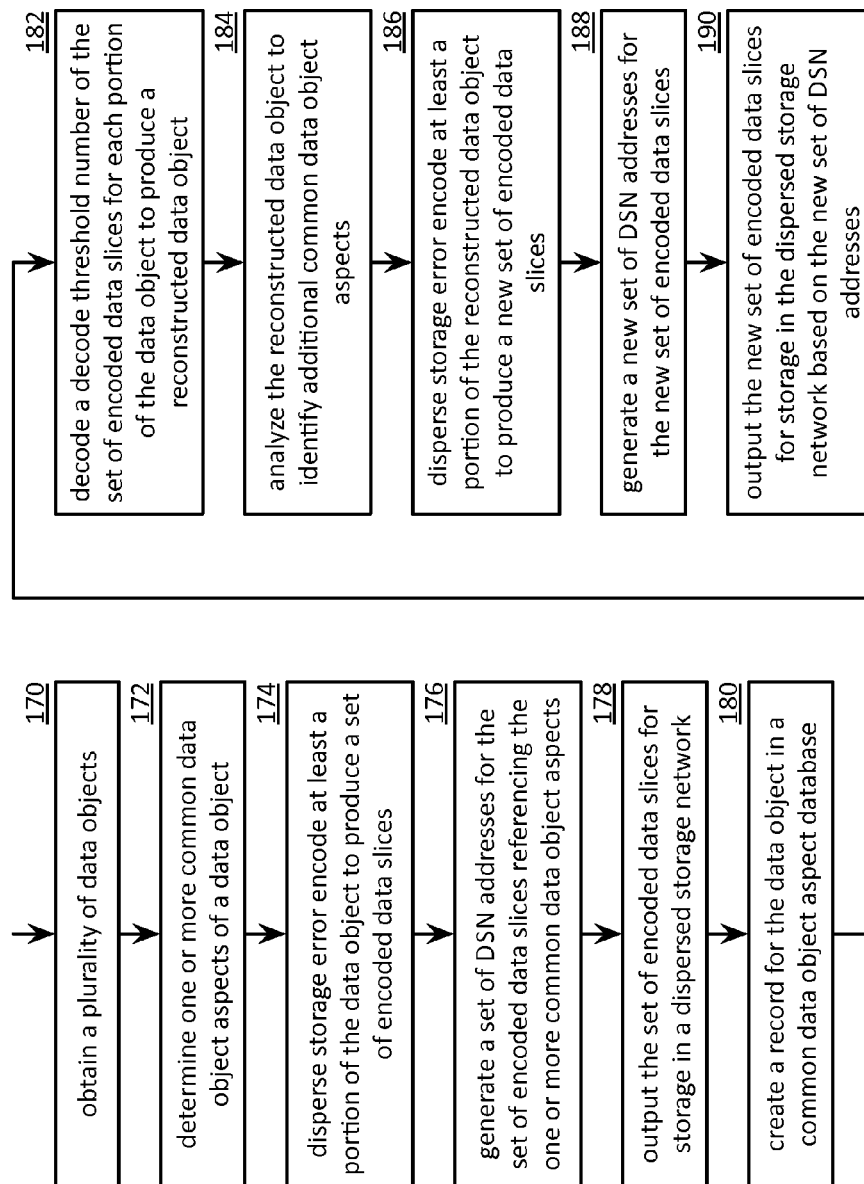 170
obtain a plurality of data objects
172
determine one or more common data
object aspects of a data object
174
disperse storage error encode at least a
portion of the data object to produce a set
of encoded data slices
176
generate a set of DSN addresses for the
set of encoded data slices referencing the
one or more common data object aspects
178
output the set of encoded data slices for
storage in a dispersed storage network
180
create a record for the data object in a
common data object aspect database
182
decode a decode threshold number of the
set of encoded data slices for each portion
of the data object to produce a
reconstructed data object
184
analyze the reconstructed data object to
identify additional common data object
aspects
186
disperse storage error encode at least a
portion of the reconstructed data object
to produce a new set of encoded data
slices
188
generate a new set of DSN addresses for
the new set of encoded data slices
190
output the new set of encoded data slices
for storage in the dispersed storage
network based on the new set of DSN
addresses